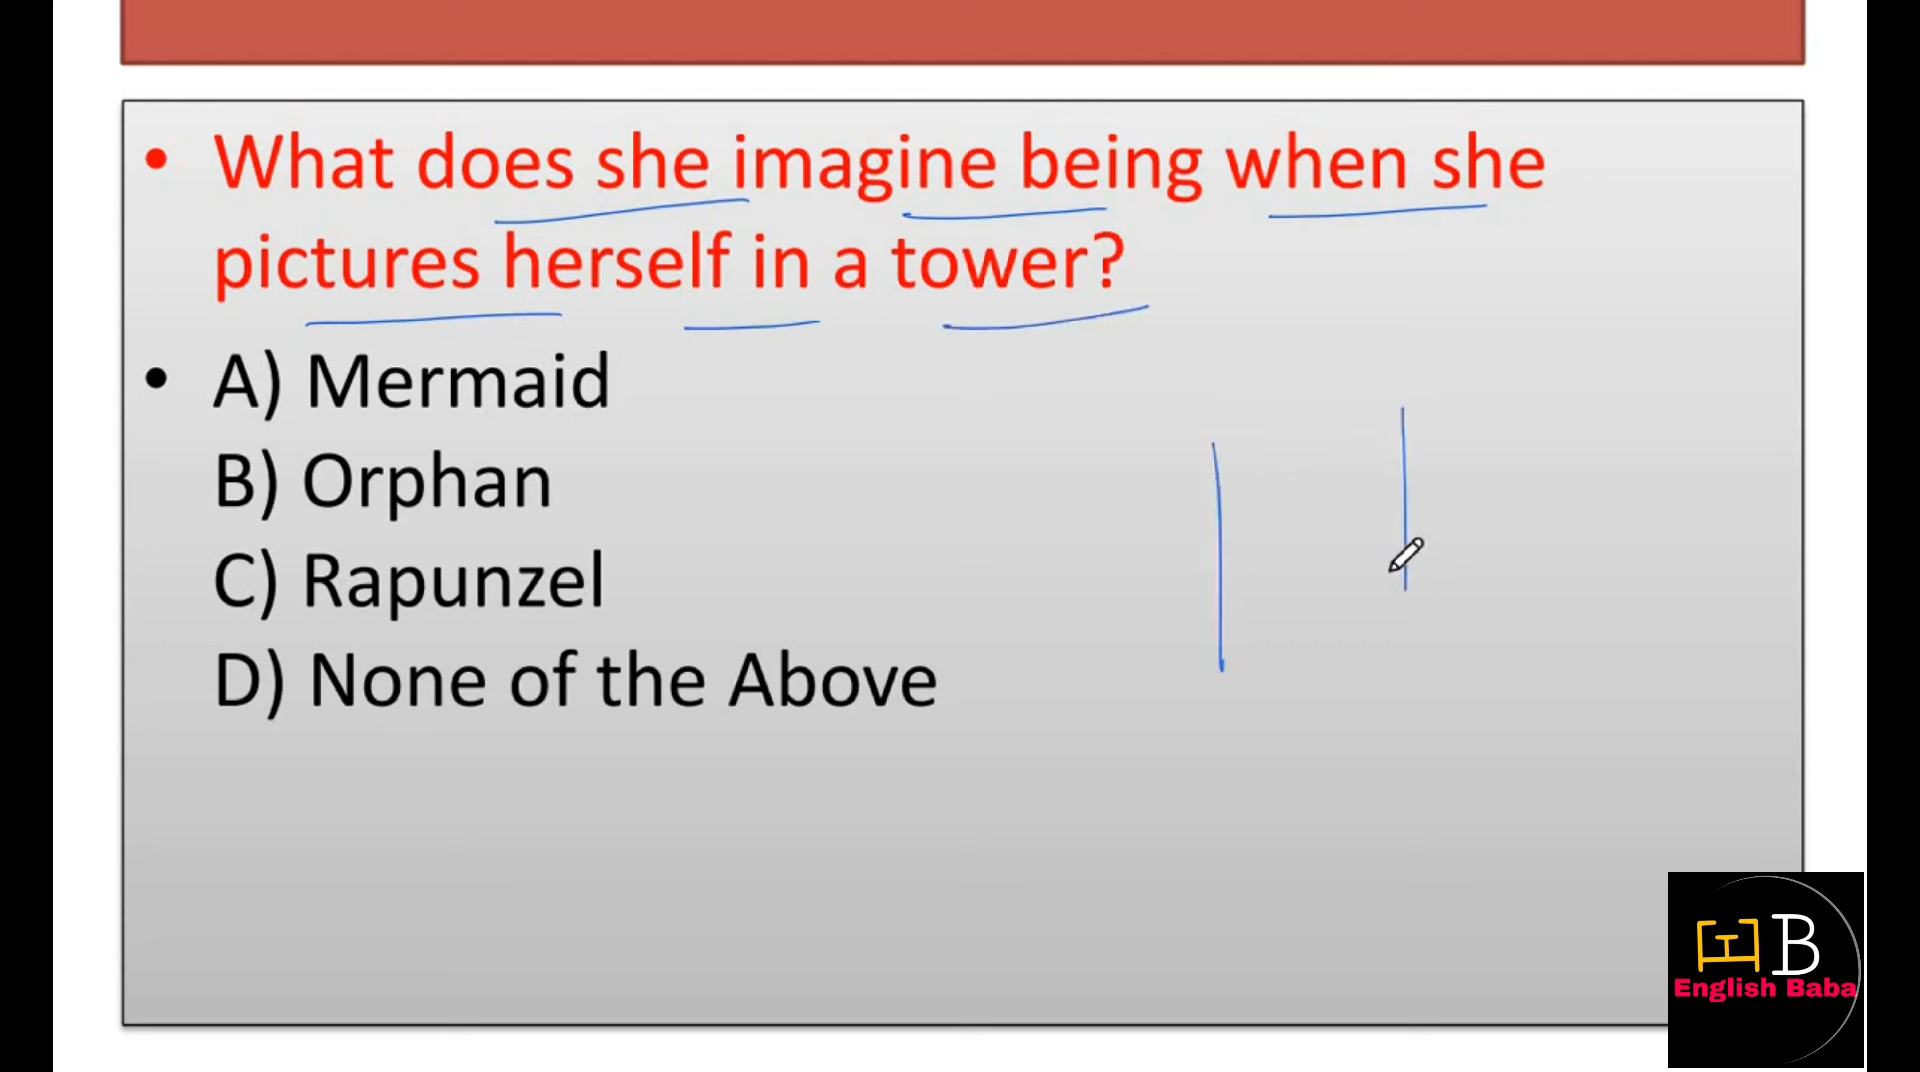 • What does she imagine being when she
pictures herself in a tower?
• A) Mermaid
B) Orphan
C) Rapunzel
D) None of the Above
EB
English Baba